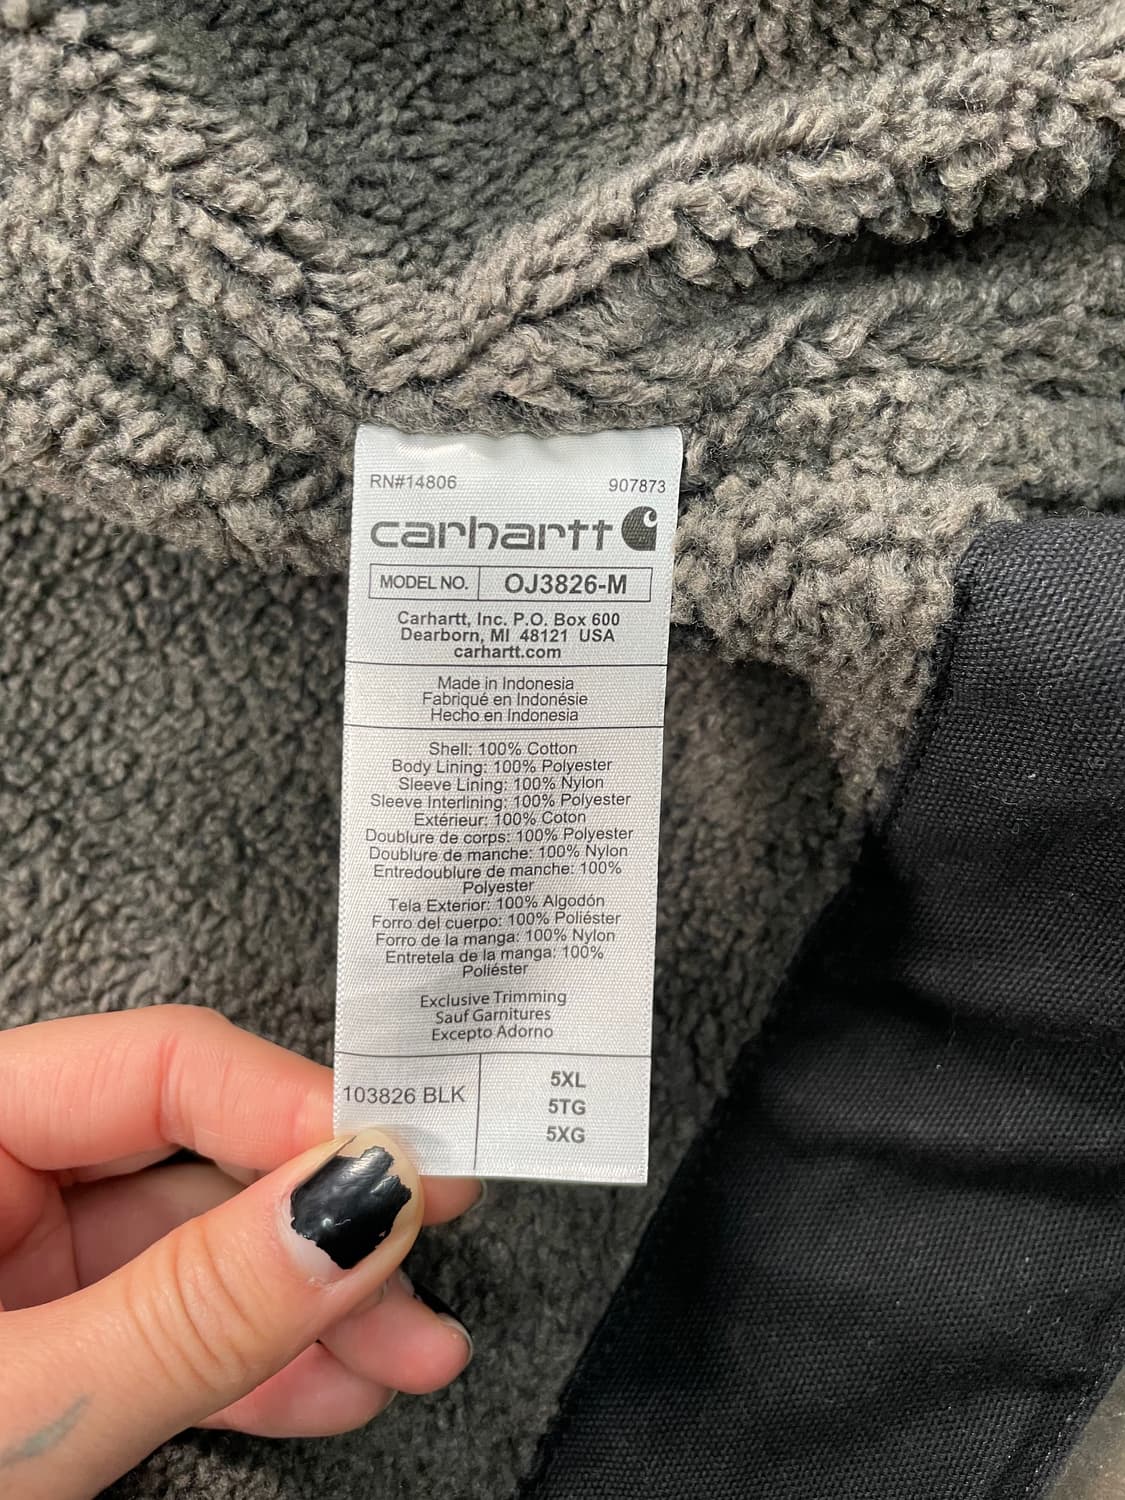 RN#14806 907873
carhartt
MODEL NO. OJ3826-M
Carhartt, Inc. P.O. Box 600
Dearborn, MI 48121 USA
carhartt.com
Made in Indonesia
Fabriqué en Indonésie
Hecho en Indonesia
Shell: 100% Cotton
Body Lining: 100% Polyester
Sleeve Lining: 100% Nylon
Sleeve Interlining: 100% Polyester
Extérieur: 100% Coton
Doublure de corps: 100% Polyester
Doublure de manche: 100% Nylon
Entredoublure de manche: 100%
Polyester
Tela Exterior: 100% Algodón
Forro del cuerpo: 100% Poliéster
Forro de la manga: 100% Nylon
Entretela de la manga: 100%
Poliéster
Exclusive Trimming
Sauf Garnitures
Excepto Adorno
103826 BLK
5XL
5TG
5XG